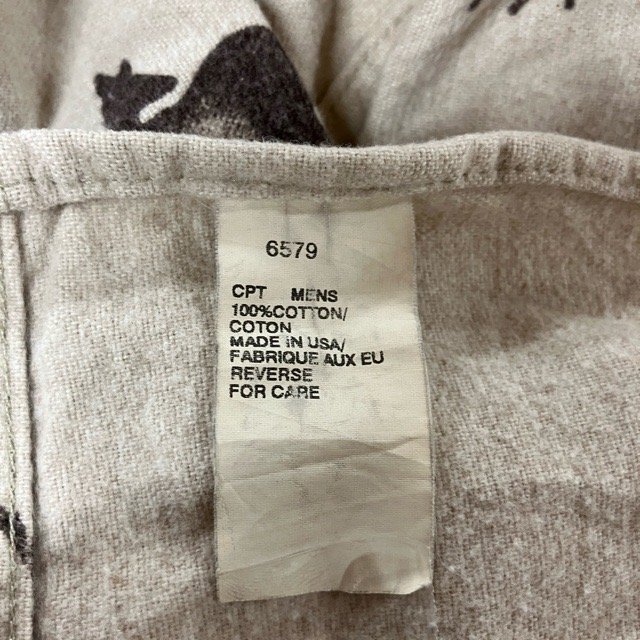 6579
CPT MENS
100%COTTON/
COTON
MADE IN USA/
FABRIQUE AUX EU
REVERSE
FOR CARE